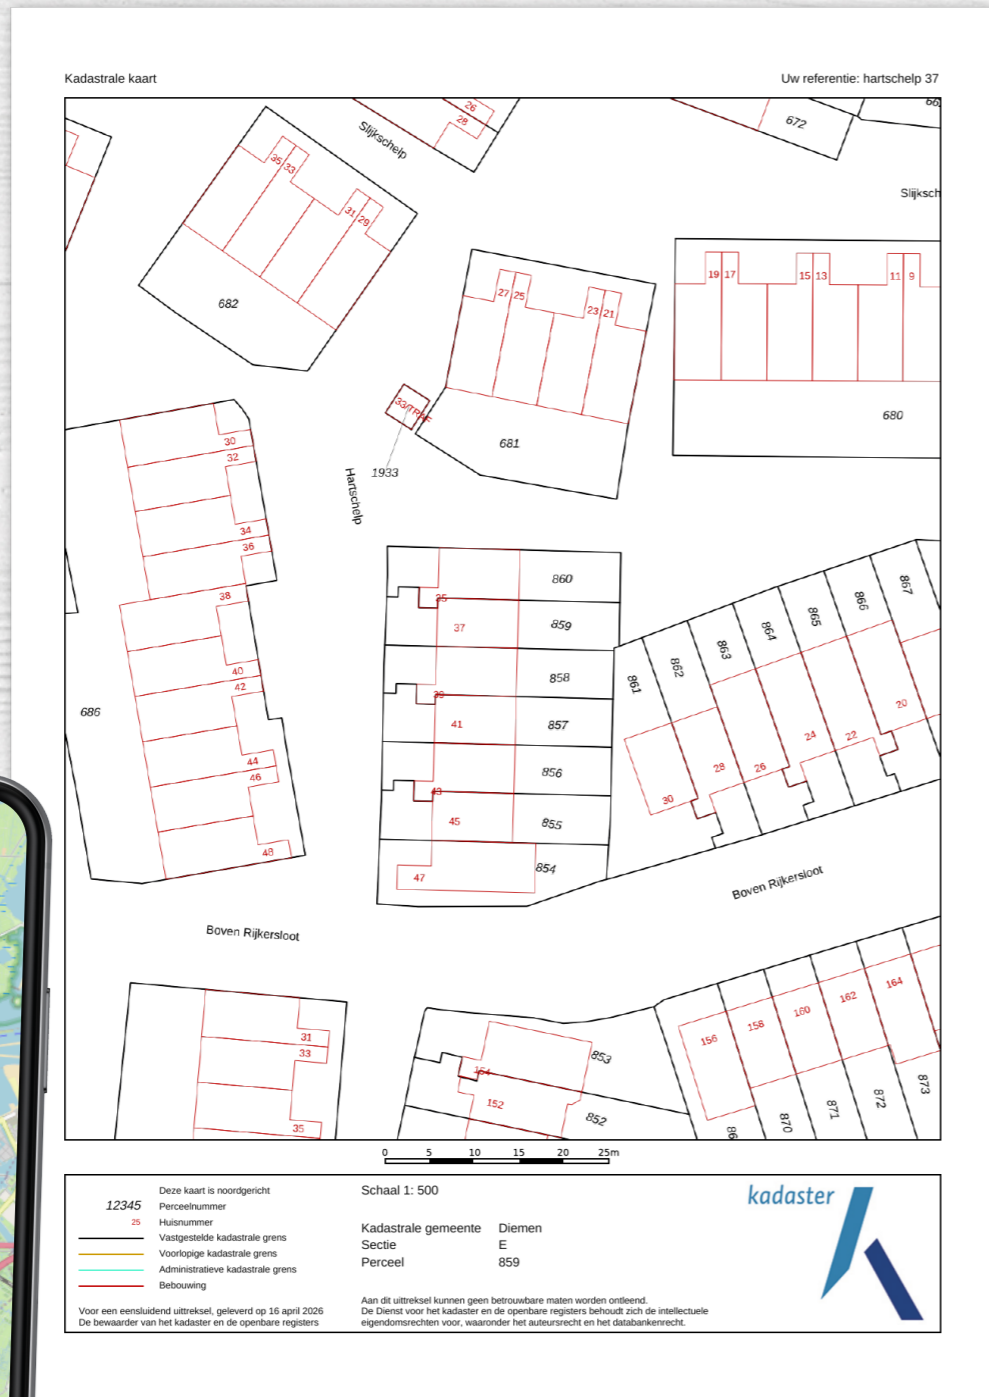 Kadastrale kaart
Uw referentie: hartschelp 37
26
28
Slijkschelp
672
35
33
31
29
Slijksch
682
27
25
23
21
19
17
15
13
11
9
33/TRAF
1933
681
680
Hartschelp
30
32
34
36
38
40
42
44
46
48
686
860
35
37
859
858
39
41
857
856
43
45
855
854
47
861
862
863
864
865
866
867
30
28
26
24
22
20
Boven Rijkersloot
Boven Rijkersloot
31
33
35
853
154
152
852
156
158
160
162
164
870
871
872
873
0 5 10 15 20 25m
Deze kaart is noordgericht
12345 Perceelnummer
25 Huisnummer
Vastgestelde kadastrale grens
Voorlopige kadastrale grens
Administratieve kadastrale grens
Bebouwing
Voor een eensluidend uittreksel, geleverd op 16 april 2026
De bewaarder van het kadaster en de openbare registers
Schaal 1: 500
Kadastrale gemeente Diemen
Sectie E
Perceel 859
Aan dit uittreksel kunnen geen betrouwbare maten worden ontleend.
De Dienst voor het kadaster en de openbare registers behoudt zich de intellectuele
eigendomsrechten voor, waaronder het auteursrecht en het databankenrecht.
kadaster